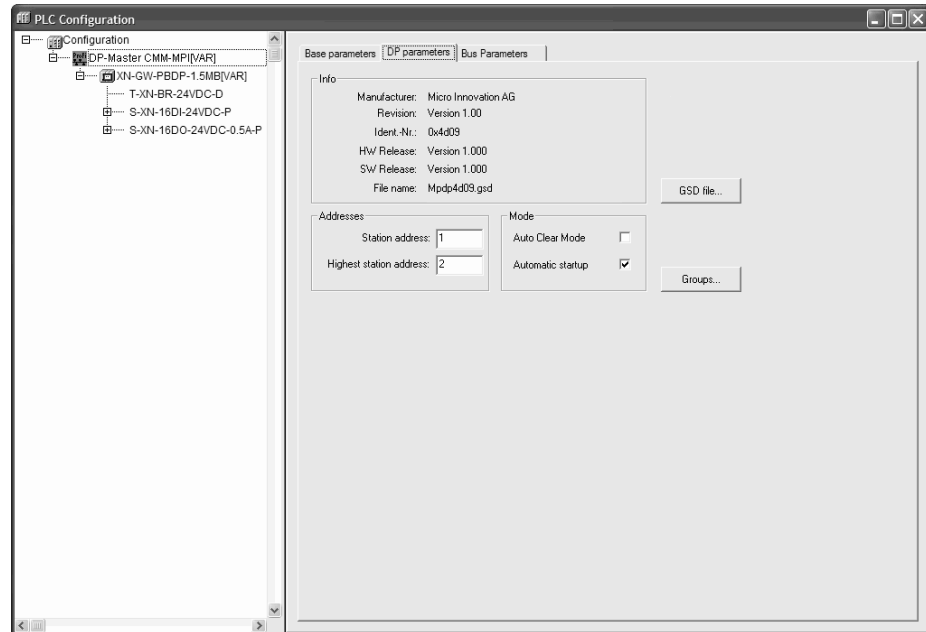 PLC Configuration
Configuration
DP-Master CMM-MPI[VAR]
XN-GW-PBDP-1.5MB[VAR]
T-XN-BR-24VDC-D
S-XN-16DI-24VDC-P
S-XN-16DO-24VDC-0.5A-P
Base parameters DP parameters Bus Parameters
Info
Manufacturer: Micro Innovation AG
Revision: Version 1.00
Ident.-Nr.: 0x4d09
HW Release: Version 1.000
SW Release: Version 1.000
File name: Mpdp4d09.gsd
GSD file...
Addresses
Station address: 1
Highest station address: 2
Mode
Auto Clear Mode
Automatic startup
Groups...